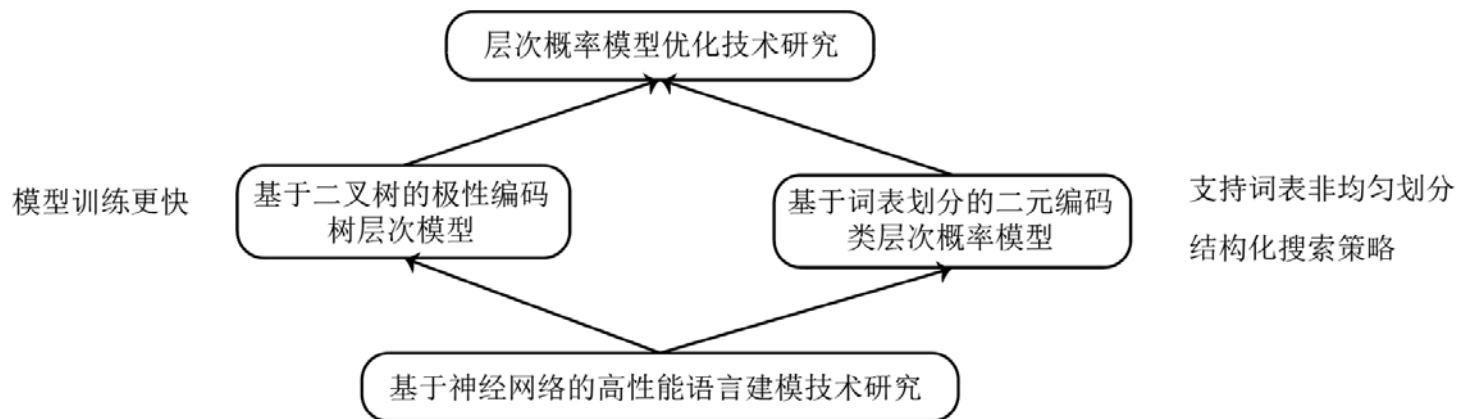 层次概率模型优化技术研究
模型训练更快
基于二叉树的极性编码
树层次模型
基于词表划分的二元编码
类层次概率模型
支持词表非均匀划分
结构化搜索策略
基于神经网络的高性能语言建模技术研究